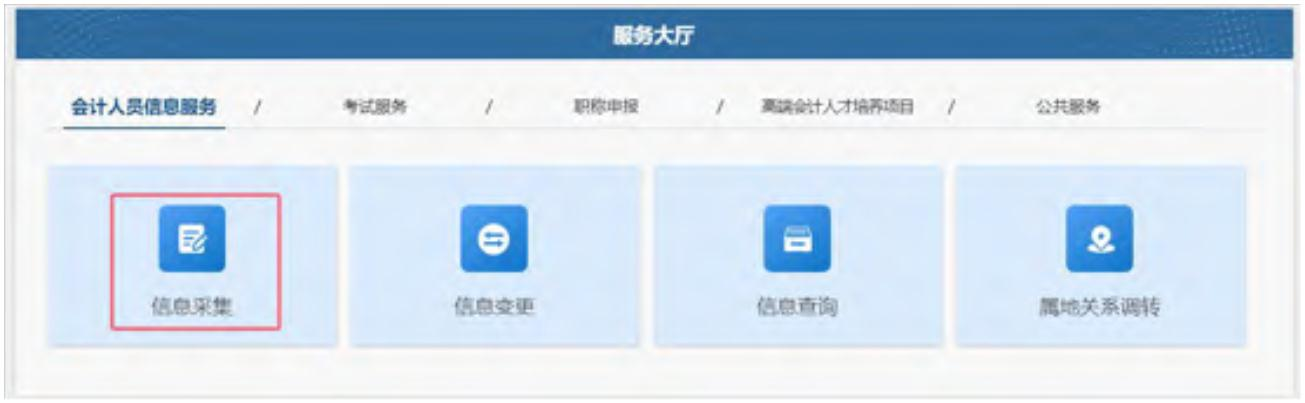 服务大厅
会计人员信息服务 / 考试服务 / 职称申报 / 高端会计人才培养项目 / 公共服务
信息采集 信息变更 信息查询 属地关系调转